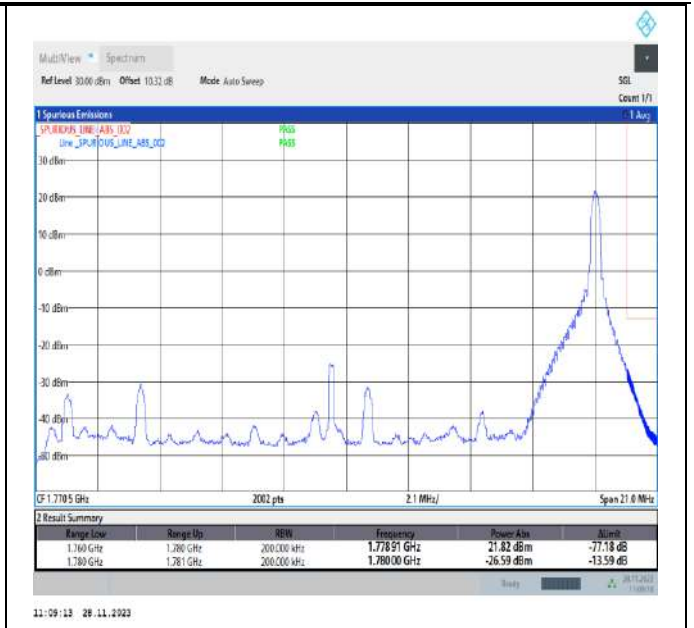 MultiView Spectrum
Ref Level 30.00 dBm Offset 10.32 dB Mode Auto Sweep SGL
Count 1/1
1 Spurious Emissions 1 Avg
_SPURIOUS_LINE_ABS_002 PASS
Line _SPURIOUS_LINE_ABS_002 PASS
30 dBm
20 dBm
10 dBm
0 dBm
-10 dBm
-20 dBm
-30 dBm
-40 dBm
-50 dBm
CF 1.7705 GHz 2002 pts 2.1 MHz/ Span 21.0 MHz
2 Result Summary
Range Low Range Up RBW Frequency Power Abs ΔLimit
1.760 GHz 1.780 GHz 200.000 kHz 1.77891 GHz 21.82 dBm -77.18 dB
1.780 GHz 1.781 GHz 200.000 kHz 1.78000 GHz -26.59 dBm -13.59 dB
Ready 28.11.2023
11:09:13 28.11.2023